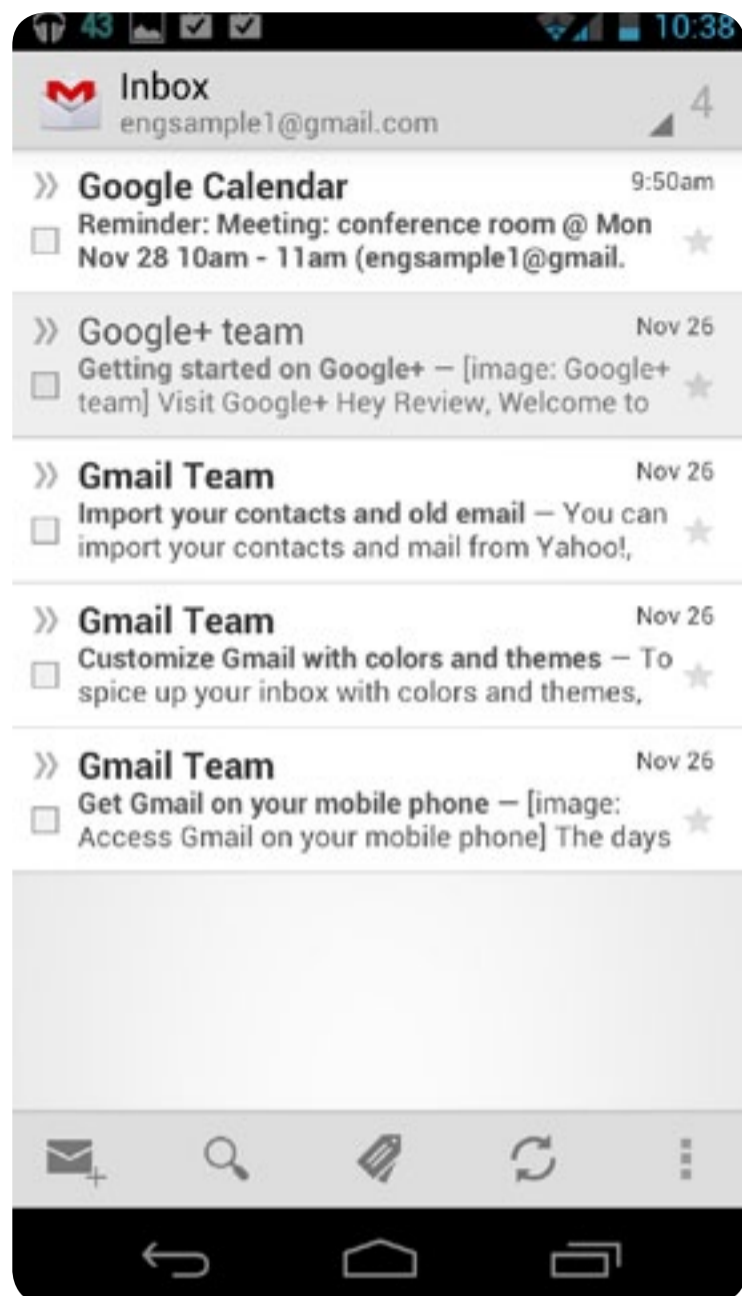 43
10:38
Inbox
engsample1@gmail.com
4
Google Calendar
9:50am
Reminder: Meeting: conference room @ Mon
Nov 28 10am - 11am (engsample1@gmail.
Google+ team
Nov 26
Getting started on Google+ — [image: Google+
team] Visit Google+ Hey Review, Welcome to
Gmail Team
Nov 26
Import your contacts and old email — You can
import your contacts and mail from Yahoo!,
Gmail Team
Nov 26
Customize Gmail with colors and themes — To
spice up your inbox with colors and themes,
Gmail Team
Nov 26
Get Gmail on your mobile phone — [image:
Access Gmail on your mobile phone] The days